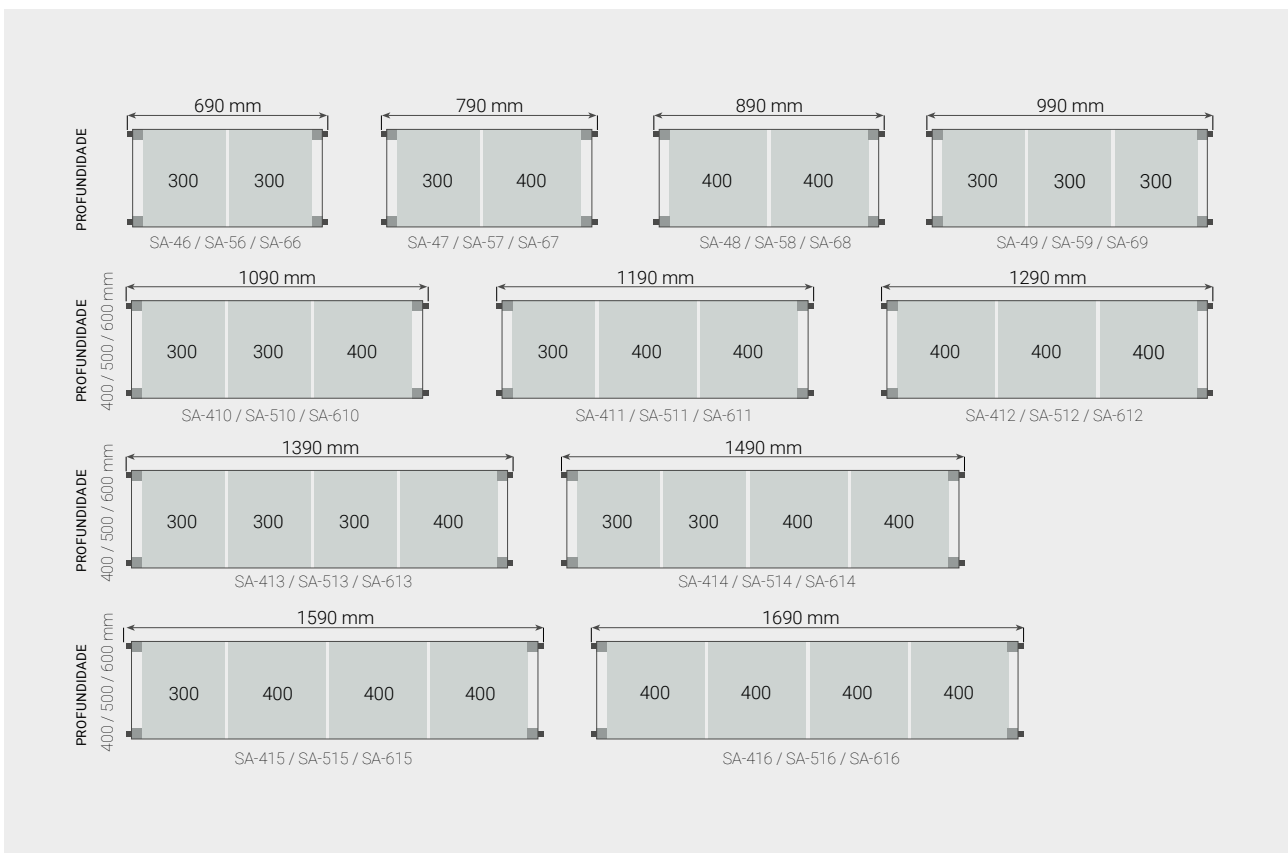 690 mm
790 mm
890 mm
990 mm
PROFUNDIDADE
300
300
300
400
400
400
300
300
300
SA-46 / SA-56 / SA-66
SA-47 / SA-57 / SA-67
SA-48 / SA-58 / SA-68
SA-49 / SA-59 / SA-69
1090 mm
1190 mm
1290 mm
PROFUNDIDADE
400 / 500 / 600 mm
300
300
400
300
400
400
400
400
400
SA-410 / SA-510 / SA-610
SA-411 / SA-511 / SA-611
SA-412 / SA-512 / SA-612
1390 mm
1490 mm
PROFUNDIDADE
400 / 500 / 600 mm
300
300
300
400
300
300
400
400
SA-413 / SA-513 / SA-613
SA-414 / SA-514 / SA-614
1590 mm
1690 mm
PROFUNDIDADE
400 / 500 / 600 mm
300
400
400
400
400
400
400
400
SA-415 / SA-515 / SA-615
SA-416 / SA-516 / SA-616